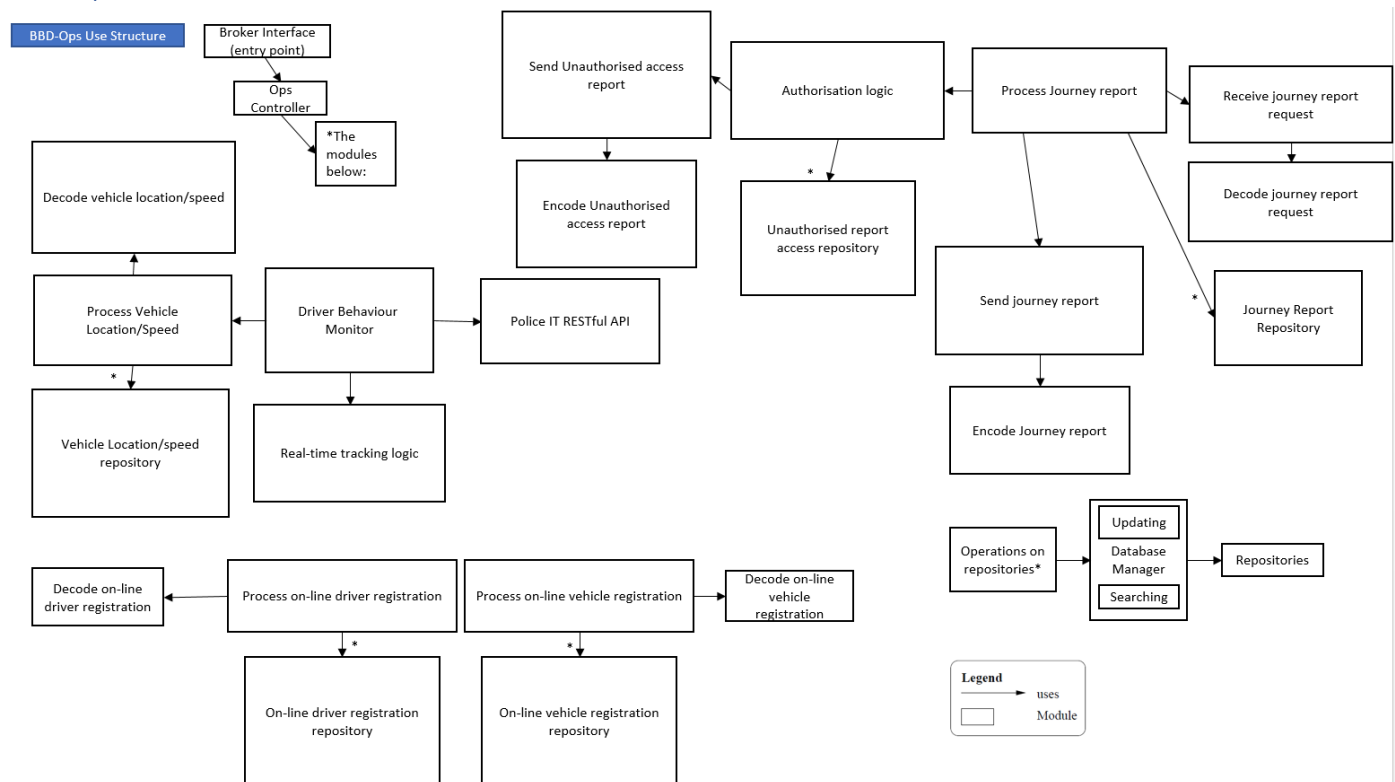 BBD-Ops Use Structure
Broker Interface
(entry point)
Ops
Controller
*The
modules
below:
Send Unauthorised access
report
Authorisation logic
Process Journey report
Receive journey report
request
Decode vehicle location/speed
Encode Unauthorised
access report
*
Unauthorised report
access repository
Decode journey report
request
Process Vehicle
Location/Speed
Driver Behaviour
Monitor
Police IT RESTful API
Send journey report
*
Journey Report
Repository
*
Vehicle Location/speed
repository
Real-time tracking logic
Encode Journey report
Operations on
repositories*
Updating
Database
Manager
Searching
Repositories
Decode on-line
driver registration
Process on-line driver registration
Process on-line vehicle registration
Decode on-line
vehicle
registration
*
*
On-line driver registration
repository
On-line vehicle registration
repository
Legend
uses
Module